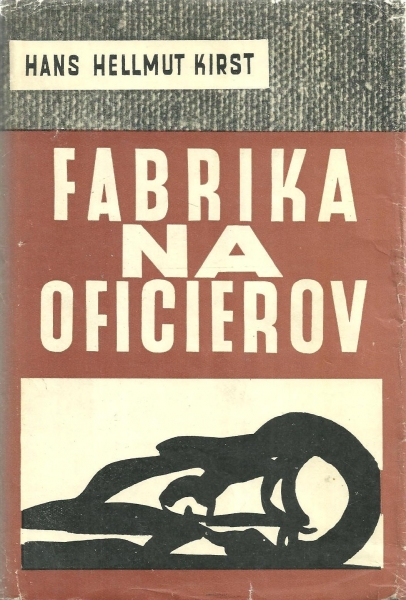 HANS HELLMUT KIRST
FABRIKA
NA
OFICIEROV